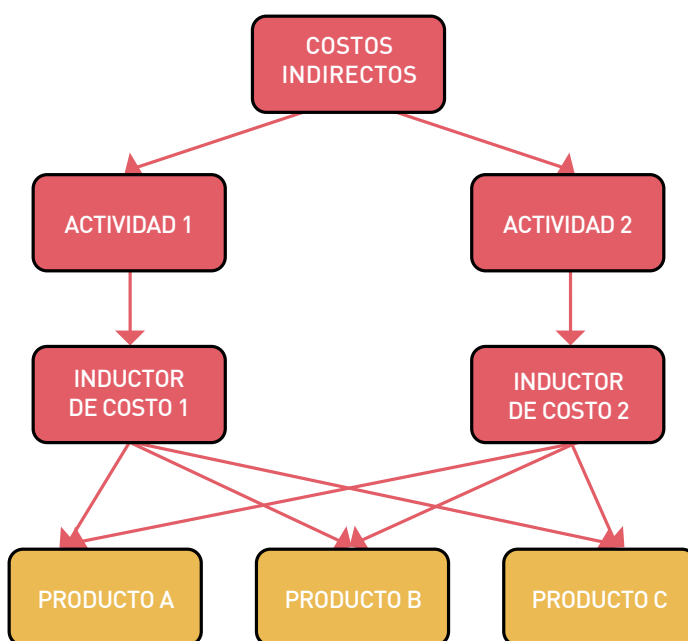 COSTOS
INDIRECTOS
ACTIVIDAD 1
ACTIVIDAD 2
INDUCTOR
DE COSTO 1
INDUCTOR
DE COSTO 2
PRODUCTO A
PRODUCTO B
PRODUCTO C